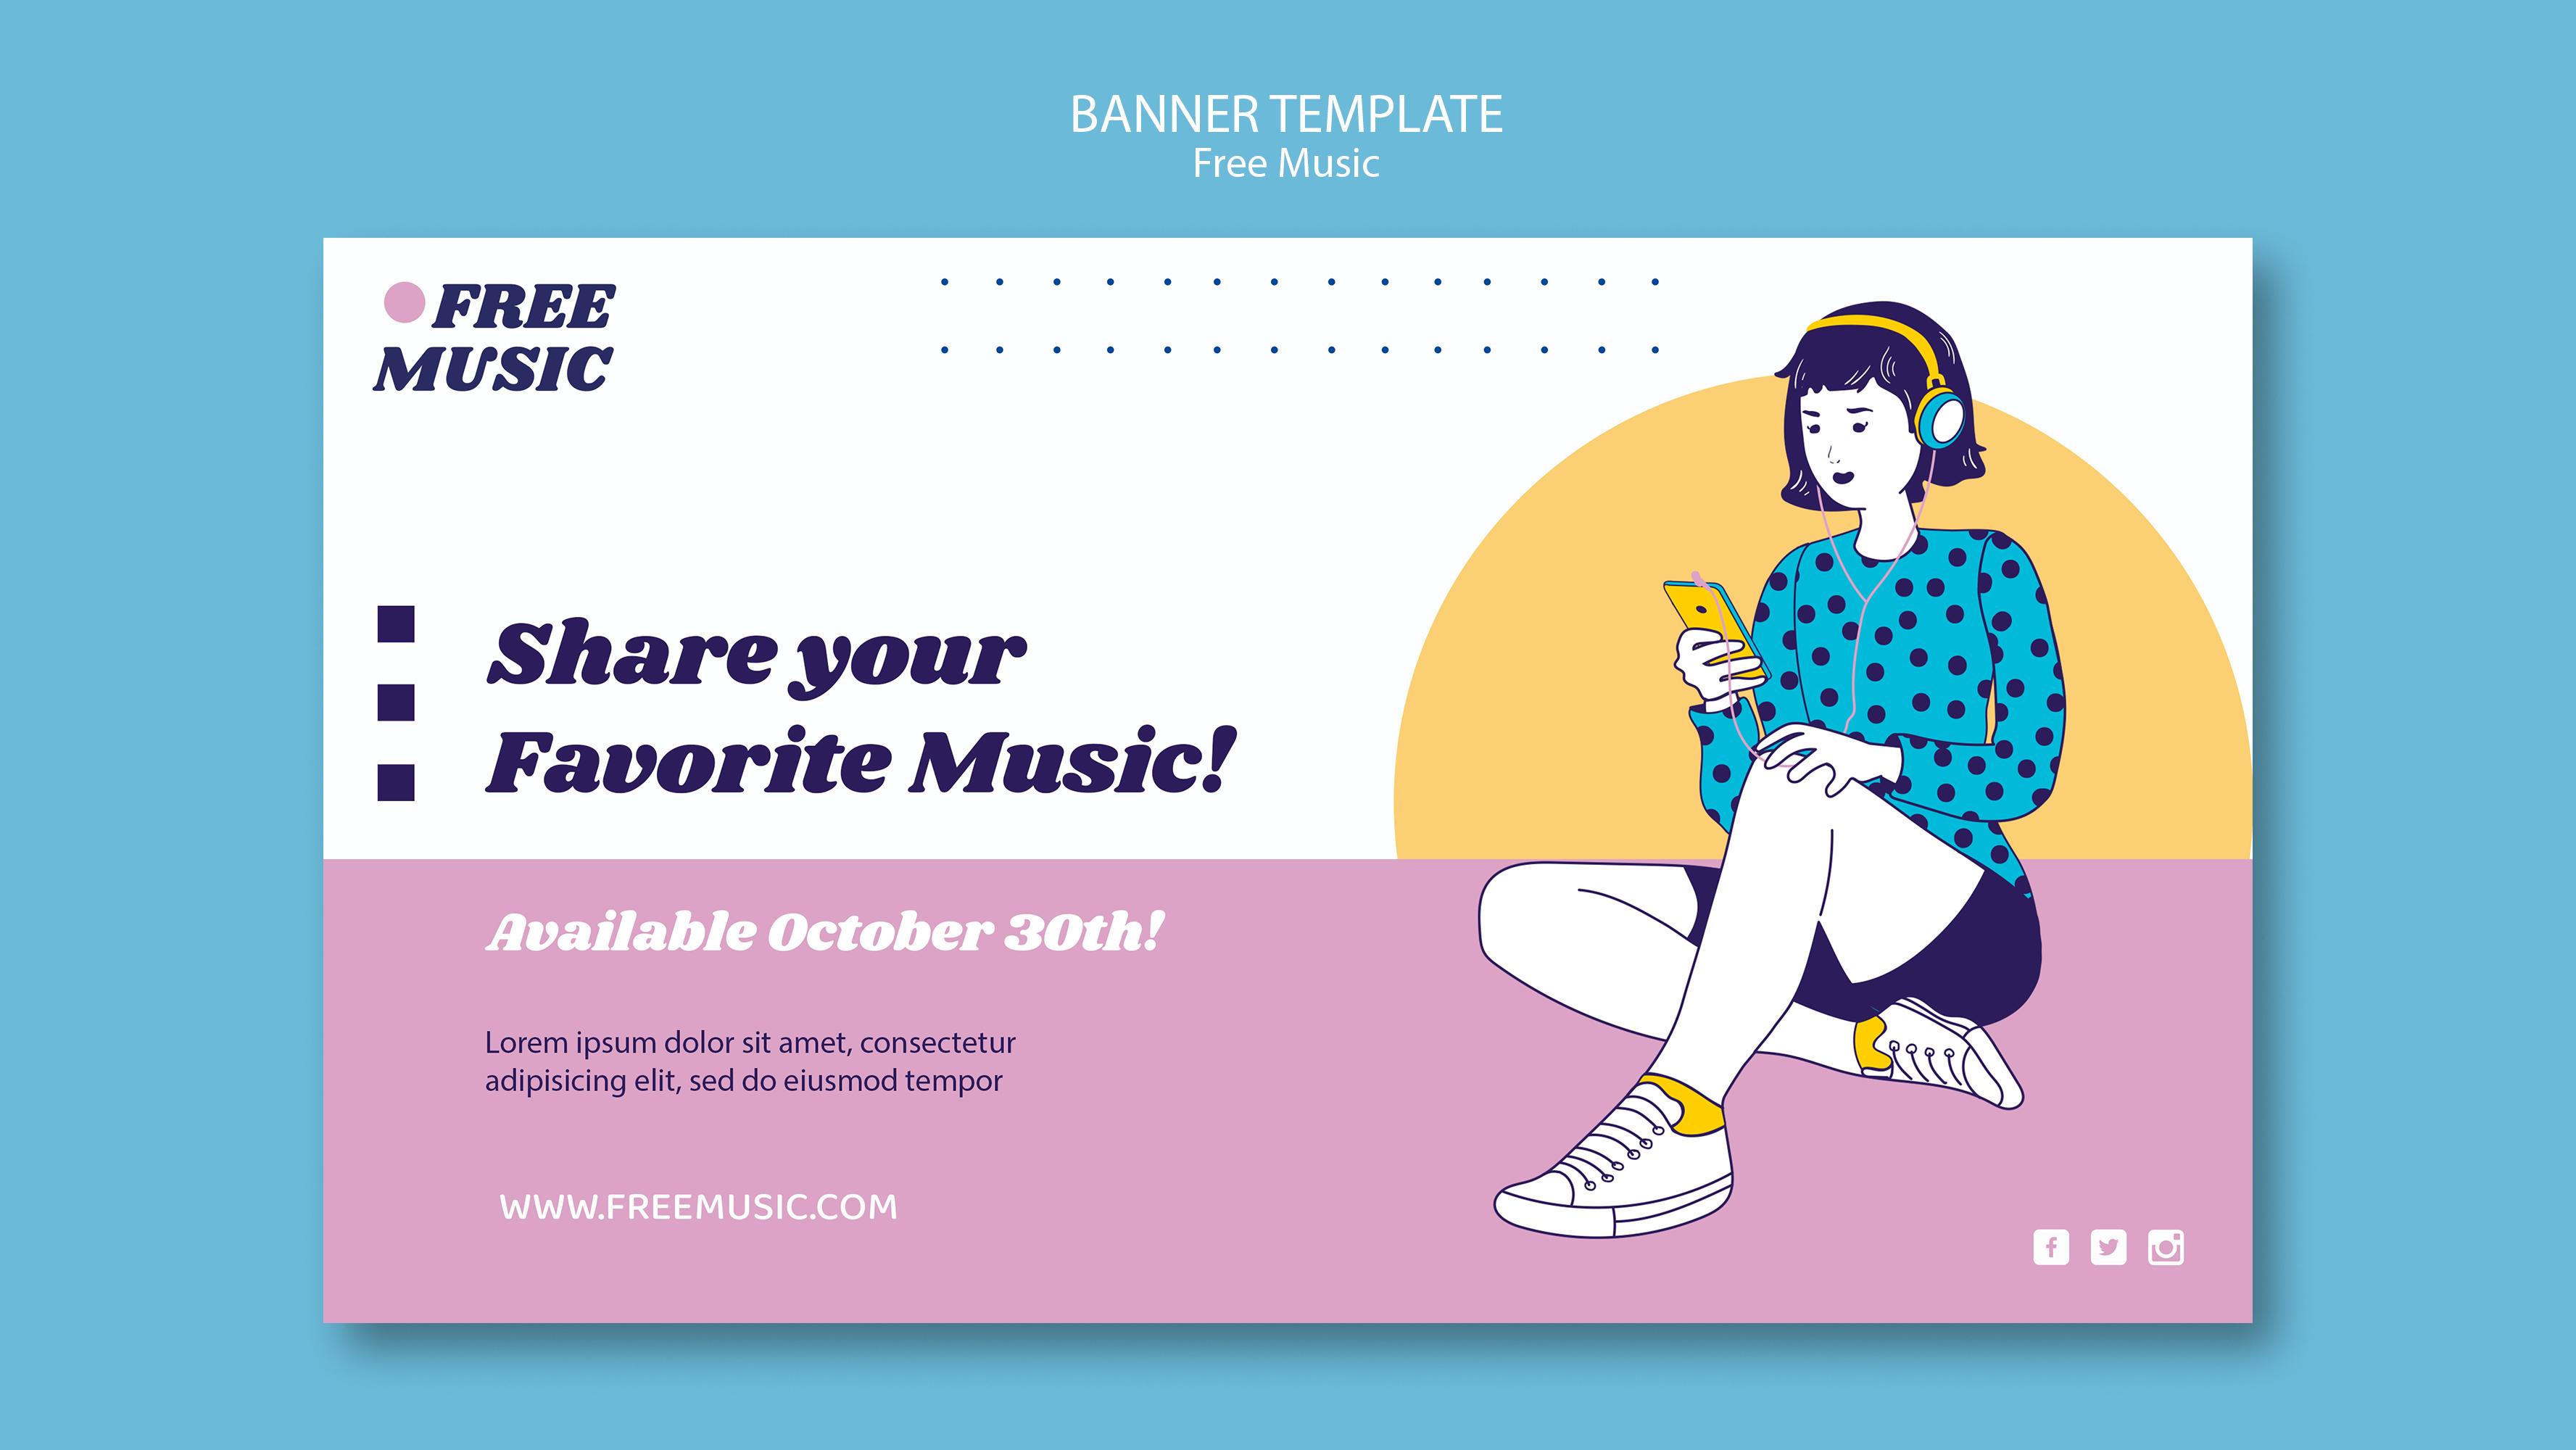 BANNER TEMPLATE
Free Music
FREE
MUSIC
Share your
Favorite Music!
Available October 30th!
Lorem ipsum dolor sit amet, consectetur
adipisicing elit, sed do eiusmod tempor
WWW.FREEMUSIC.COM